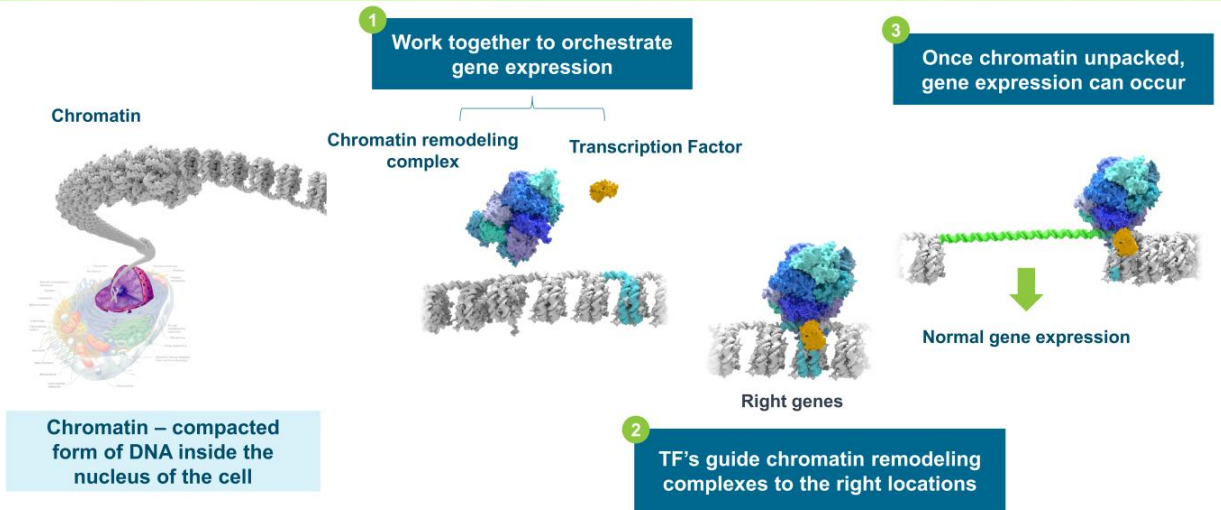 Chromatin
Chromatin – compacted
form of DNA inside the
nucleus of the cell
1
Work together to orchestrate
gene expression
Chromatin remodeling
complex
Transcription Factor
Right genes
2
TF's guide chromatin remodeling
complexes to the right locations
3
Once chromatin unpacked,
gene expression can occur
Normal gene expression